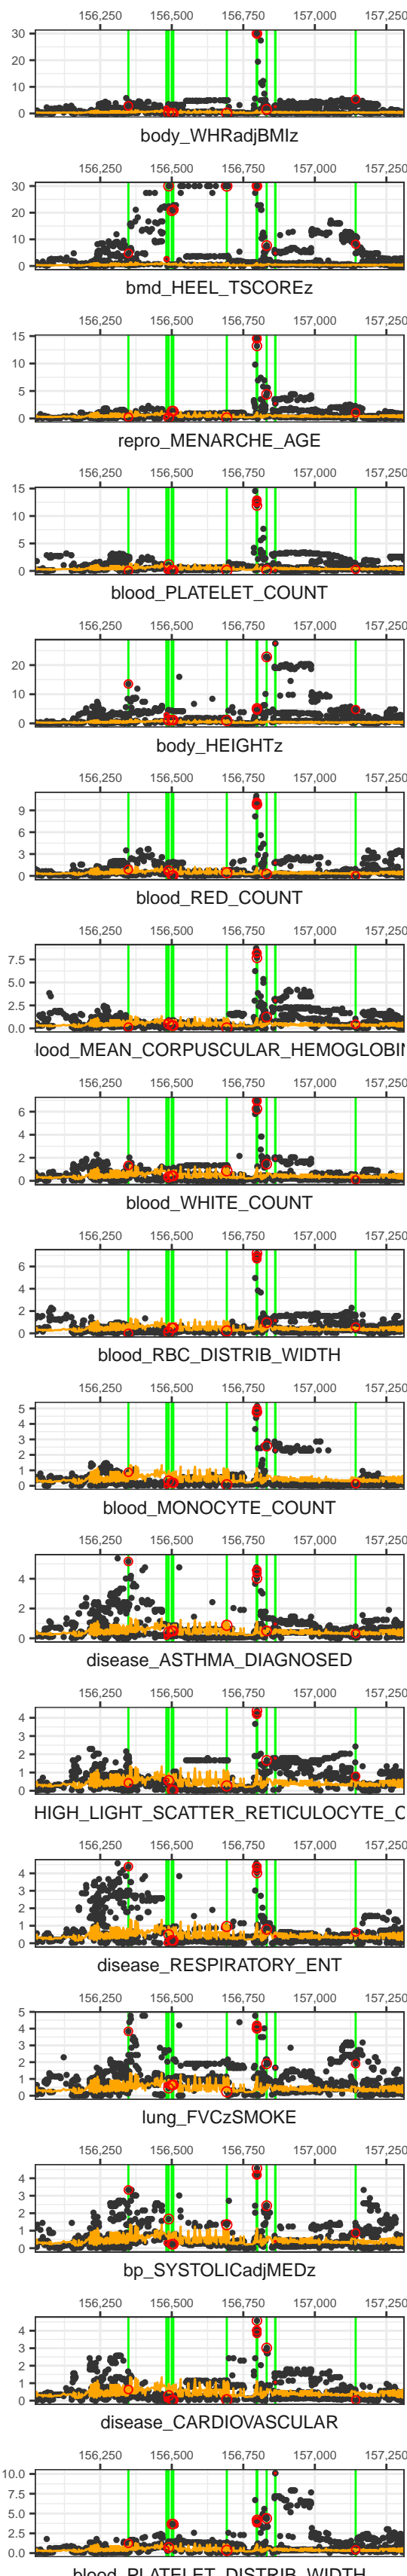 156,250 156,500 156,750 157,000 157,250
30
20
10
0
body_WHRadjBMIz
156,250 156,500 156,750 157,000 157,250
30
20
10
0
bmd_HEEL_TSCOREz
156,250 156,500 156,750 157,000 157,250
15
10
5
0
repro_MENARCHE_AGE
156,250 156,500 156,750 157,000 157,250
15
10
5
0
blood_PLATELET_COUNT
156,250 156,500 156,750 157,000 157,250
20
10
0
body_HEIGHTz
156,250 156,500 156,750 157,000 157,250
9
6
3
0
blood_RED_COUNT
156,250 156,500 156,750 157,000 157,250
7.5
5.0
2.5
0.0
lood_MEAN_CORPUSCULAR_HEMOGLOBIN
156,250 156,500 156,750 157,000 157,250
6
4
2
0
blood_WHITE_COUNT
156,250 156,500 156,750 157,000 157,250
6
4
2
0
blood_RBC_DISTRIB_WIDTH
156,250 156,500 156,750 157,000 157,250
5
4
3
2
1
0
blood_MONOCYTE_COUNT
156,250 156,500 156,750 157,000 157,250
4
2
0
disease_ASTHMA_DIAGNOSED
156,250 156,500 156,750 157,000 157,250
4
3
2
1
0
HIGH_LIGHT_SCATTER_RETICULOCYTE_C
156,250 156,500 156,750 157,000 157,250
4
3
2
1
0
disease_RESPIRATORY_ENT
156,250 156,500 156,750 157,000 157,250
5
4
3
2
1
0
lung_FVCzSMOKE
156,250 156,500 156,750 157,000 157,250
4
3
2
1
0
bp_SYSTOLICadjMEDz
156,250 156,500 156,750 157,000 157,250
4
3
2
1
0
disease_CARDIOVASCULAR
156,250 156,500 156,750 157,000 157,250
10.0
7.5
5.0
2.5
0.0
blood_PLATELET_DISTRIB_WIDTH